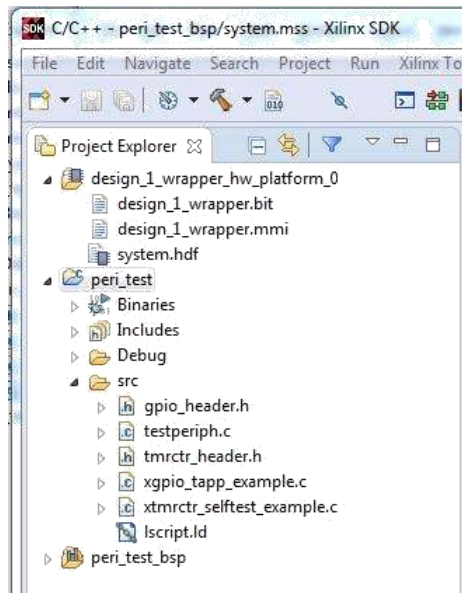 SDK C/C++ - peri_test_bsp/system.mss - Xilinx SDK
File Edit Navigate Search Project Run Xilinx To
010
Project Explorer
design_1_wrapper_hw_platform_0
design_1_wrapper.bit
design_1_wrapper.mmi
system.hdf
peri_test
Binaries
Includes
Debug
src
.h gpio_header.h
.c testperiph.c
.h tmrctr_header.h
.c xgpio_tapp_example.c
.c xtmrctr_selftest_example.c
lscript.ld
peri_test_bsp